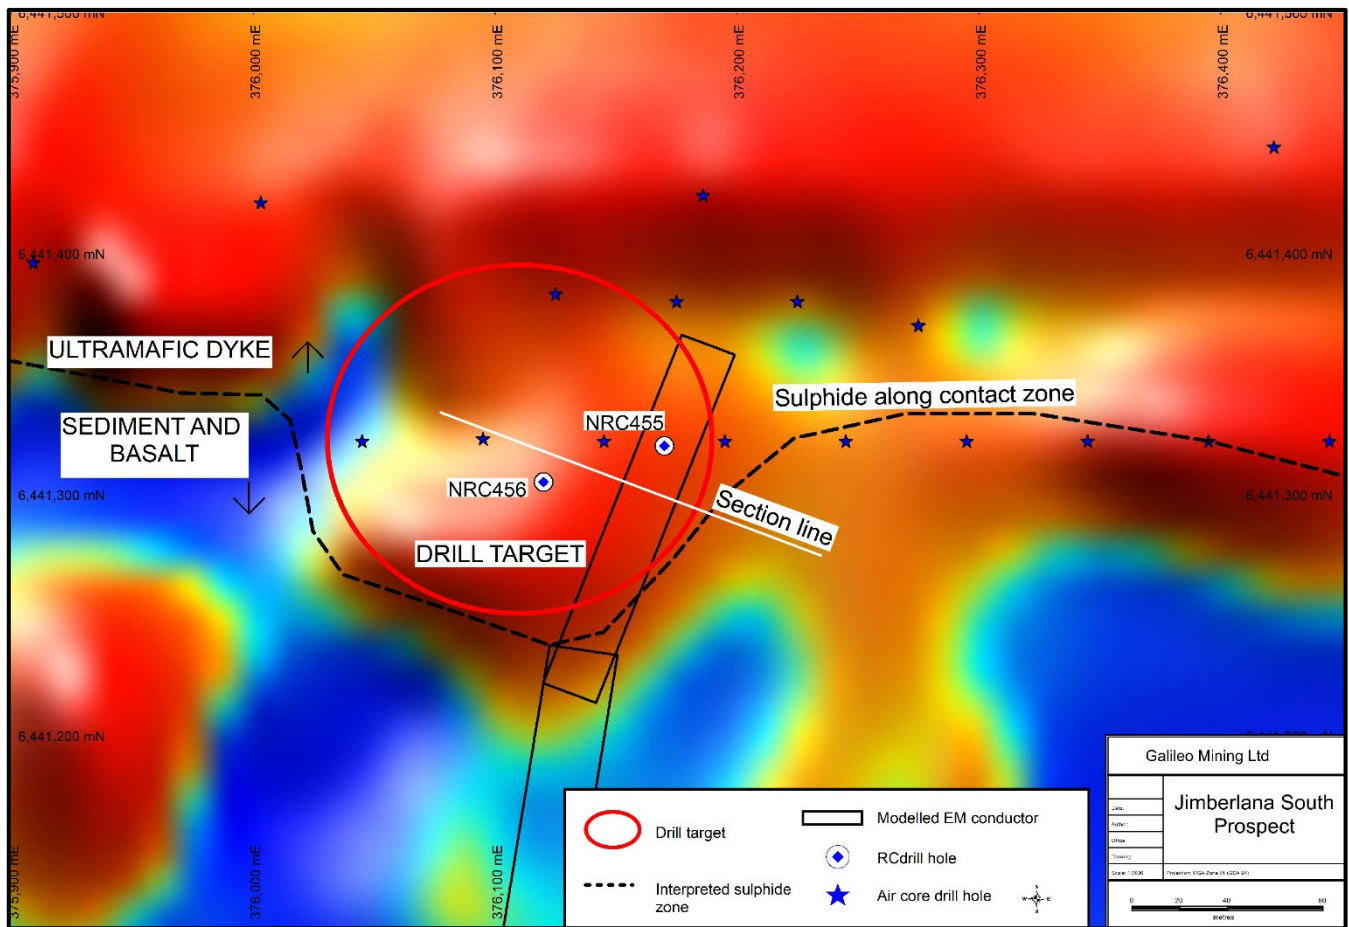 6,441,500 mN
6,441,500 mN
375,900 mE
376,000 mE
376,100 mE
376,200 mE
376,300 mE
376,400 mE
6,441,400 mN
6,441,400 mN
ULTRAMAFIC DYKE
SEDIMENT AND
BASALT
Sulphide along contact zone
NRC455
NRC456
Section line
DRILL TARGET
6,441,300 mN
6,441,300 mN
6,441,200 mN
375,900 mE
376,000 mE
376,100 mE
Drill target
Interpreted sulphide
zone
Modelled EM conductor
RCdrill hole
Air core drill hole
N
W
E
S
Galileo Mining Ltd
Jimberlana South
Prospect
Date:
Author:
Office:
Drawing:
0 20 40 60 80
metres